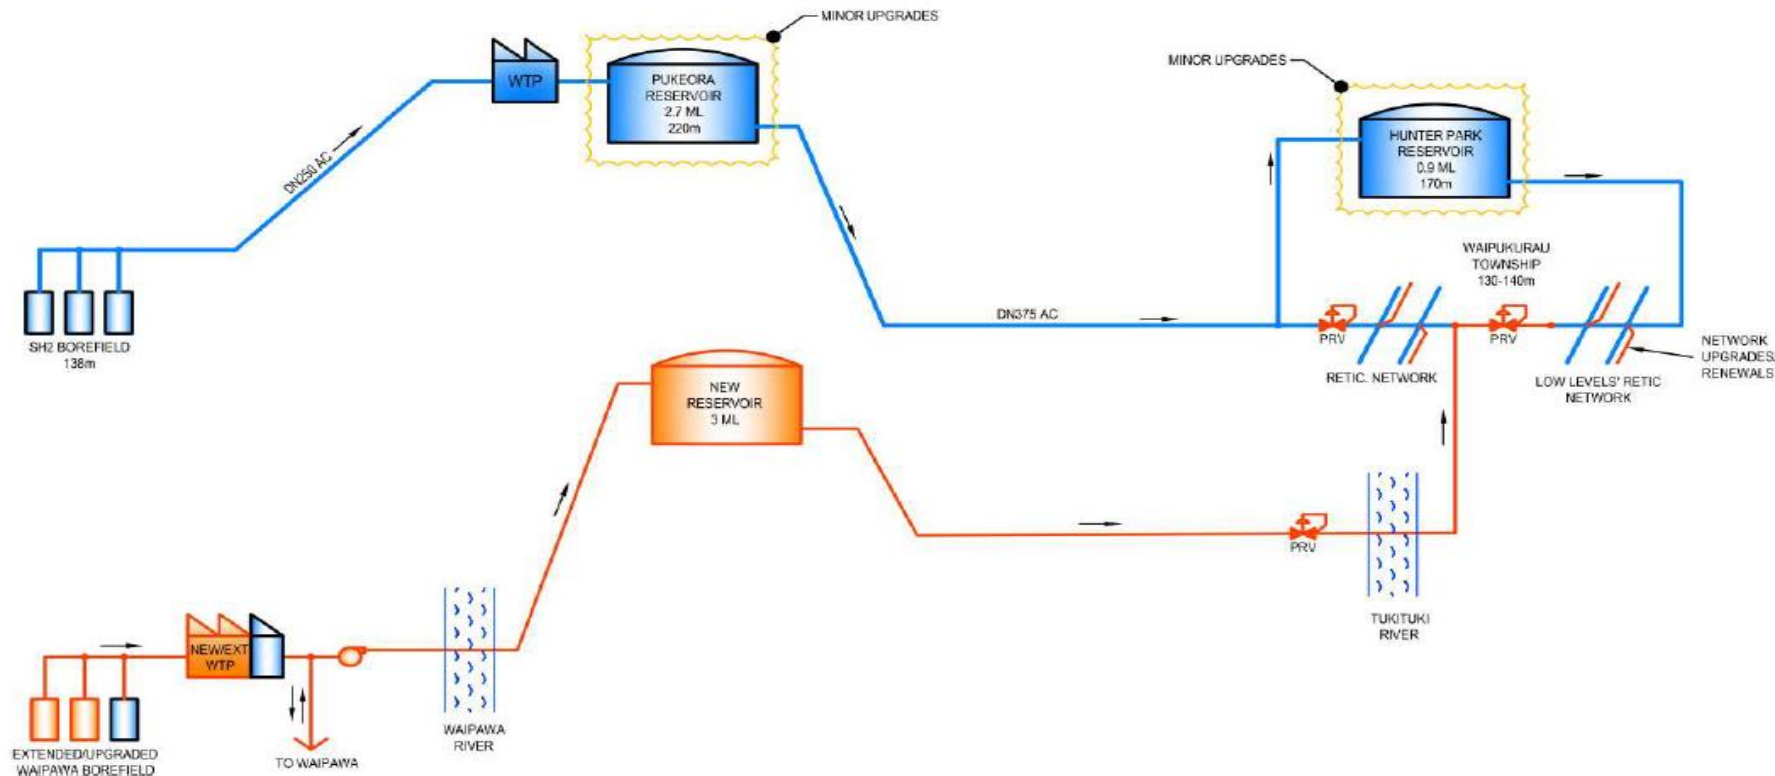 MINOR UPGRADES
WTP
PUKEORA
RESERVOIR
2.7 ML
220m
MINOR UPGRADES
HUNTER PARK
RESERVOIR
0.9 ML
170m
DN250 AC
SH2 BOREFIELD
138m
WAIPUKURAU
TOWNSHIP
130-140m
DN375 AC
PRV
PRV
RETIC. NETWORK
LOW LEVELS' RETIC
NETWORK
NETWORK
UPGRADES.
RENEWALS
NEW
RESERVOIR
3 ML
PRV
TUKITUKI
RIVER
NEW/EXT
WTP
WAIPAWA
RIVER
TO WAIPAWA
EXTENDED/UPGRADED
WAIPAWA BOREFIELD